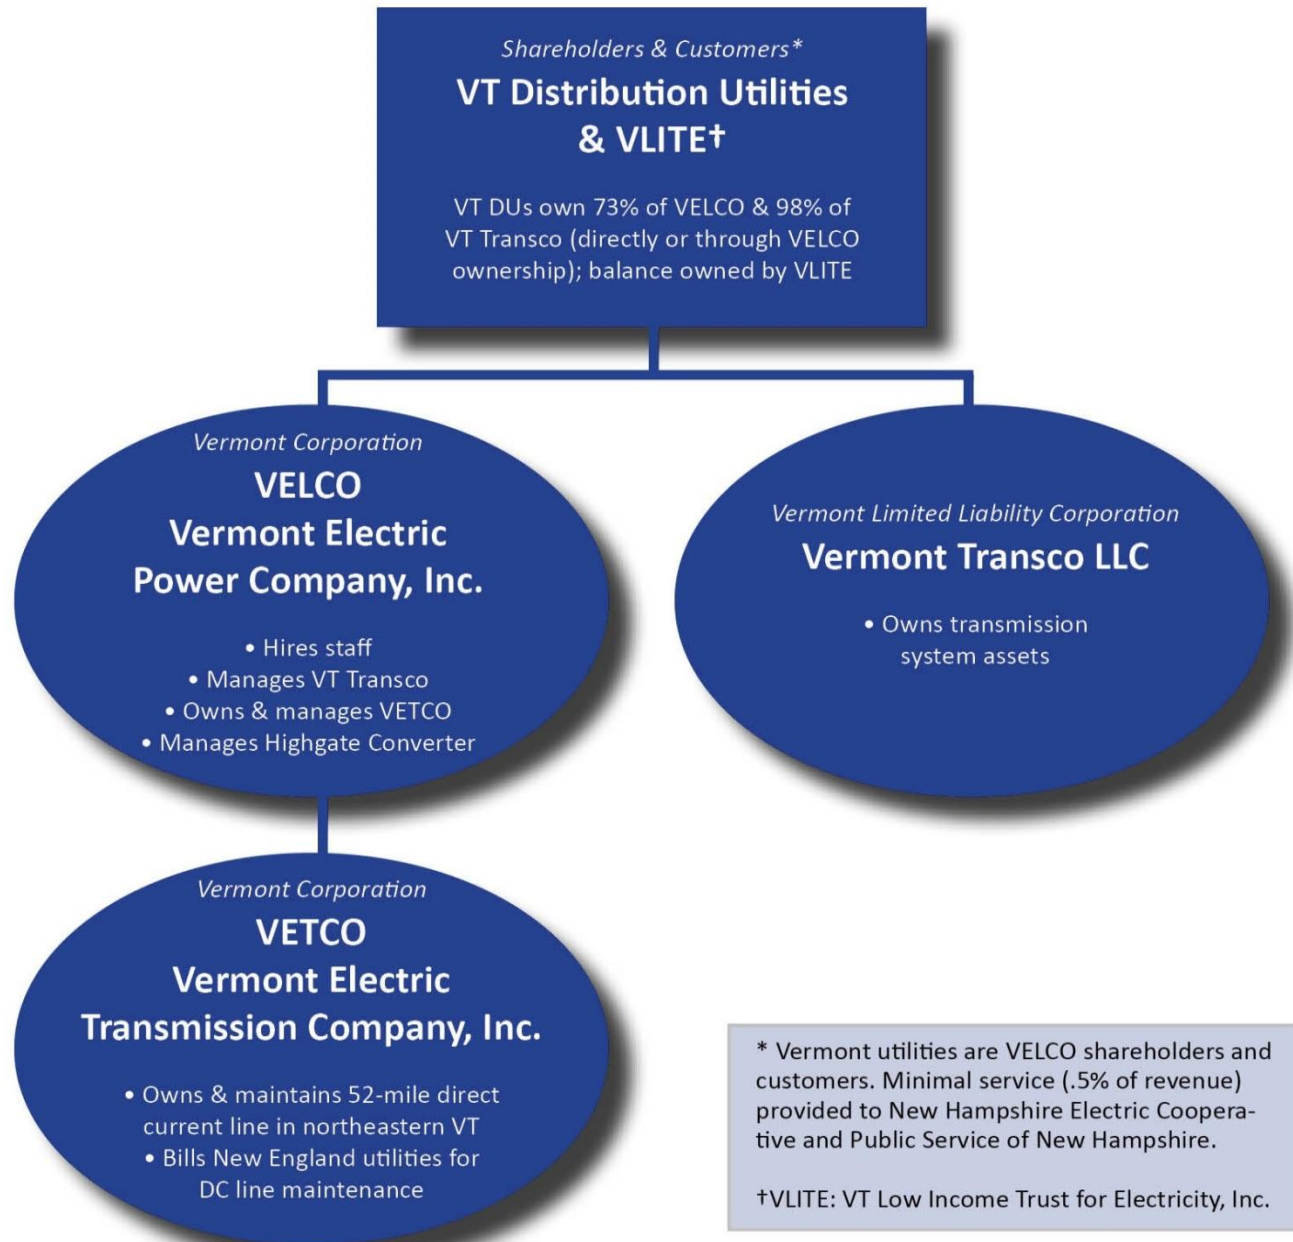 Shareholders & Customers*
VT Distribution Utilities
& VLITE†
VT DUs own 73% of VELCO & 98% of
VT Transco (directly or through VELCO
ownership); balance owned by VLITE
Vermont Corporation
VELCO
Vermont Electric
Power Company, Inc.
• Hires staff
• Manages VT Transco
• Owns & manages VETCO
• Manages Highgate Converter
Vermont Limited Liability Corporation
Vermont Transco LLC
• Owns transmission
system assets
Vermont Corporation
VETCO
Vermont Electric
Transmission Company, Inc.
• Owns & maintains 52-mile direct
current line in northeastern VT
• Bills New England utilities for
DC line maintenance
* Vermont utilities are VELCO shareholders and
customers. Minimal service (.5% of revenue)
provided to New Hampshire Electric Coopera-
tive and Public Service of New Hampshire.
†VLITE: VT Low Income Trust for Electricity, Inc.